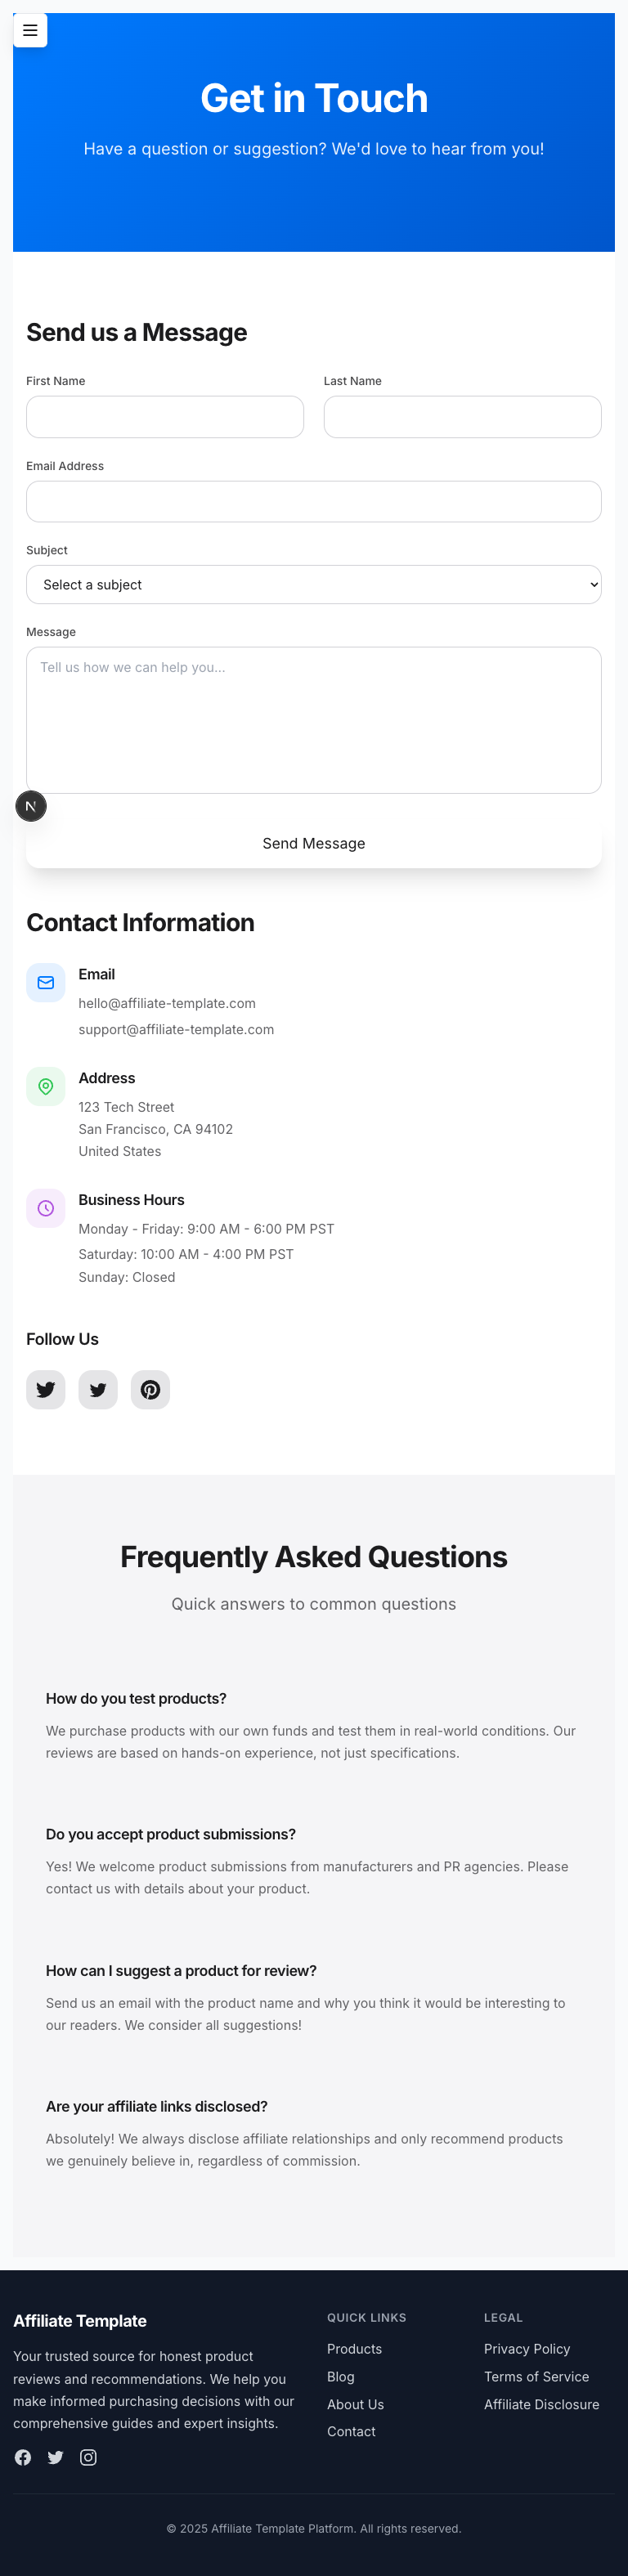 Get in Touch
Have a question or suggestion? We'd love to hear from you!
Send us a Message
First Name
Last Name
Email Address
Subject
Select a subject
Message
Tell us how we can help you...
N
Send Message
Contact Information
Email
hello@affiliate-template.com
support@affiliate-template.com
Address
123 Tech Street
San Francisco, CA 94102
United States
Business Hours
Monday - Friday: 9:00 AM - 6:00 PM PST
Saturday: 10:00 AM - 4:00 PM PST
Sunday: Closed
Follow Us
Frequently Asked Questions
Quick answers to common questions
How do you test products?
We purchase products with our own funds and test them in real-world conditions. Our
reviews are based on hands-on experience, not just specifications.
Do you accept product submissions?
Yes! We welcome product submissions from manufacturers and PR agencies. Please
contact us with details about your product.
How can I suggest a product for review?
Send us an email with the product name and why you think it would be interesting to
our readers. We consider all suggestions!
Are your affiliate links disclosed?
Absolutely! We always disclose affiliate relationships and only recommend products
we genuinely believe in, regardless of commission.
Affiliate Template
Your trusted source for honest product
reviews and recommendations. We help you
make informed purchasing decisions with our
comprehensive guides and expert insights.
QUICK LINKS
Products
Blog
About Us
Contact
LEGAL
Privacy Policy
Terms of Service
Affiliate Disclosure
© 2025 Affiliate Template Platform. All rights reserved.